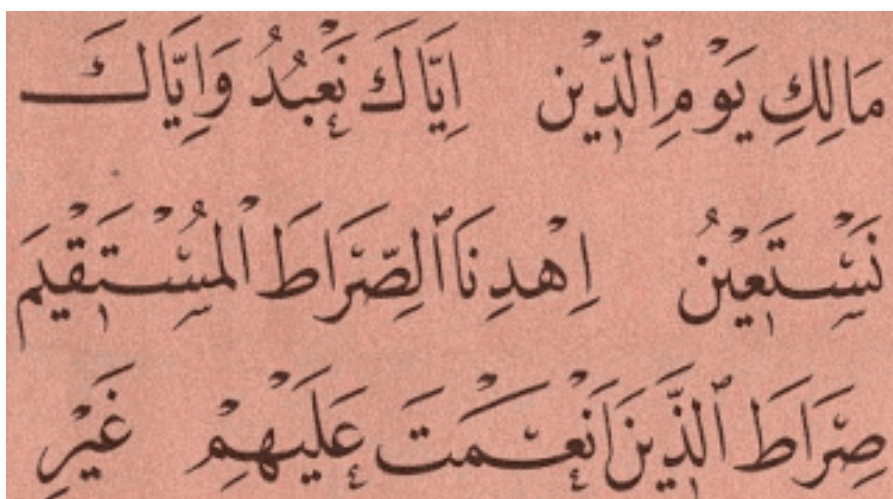 مَالِكِ يَوْمِ ٱلدِّيْنِ اِيَّاكَ نَعْبُدُ وَاِيَّاكَ
نَسْتَعِيْنُ اِهْدِنَا ٱلصِّرَاطَ الْمُسْتَقِيْمَ
صِرَاطَ ٱلَّذِيْنَ اَنْعَمْتَ عَلَيْهِمْ غَيْرِ